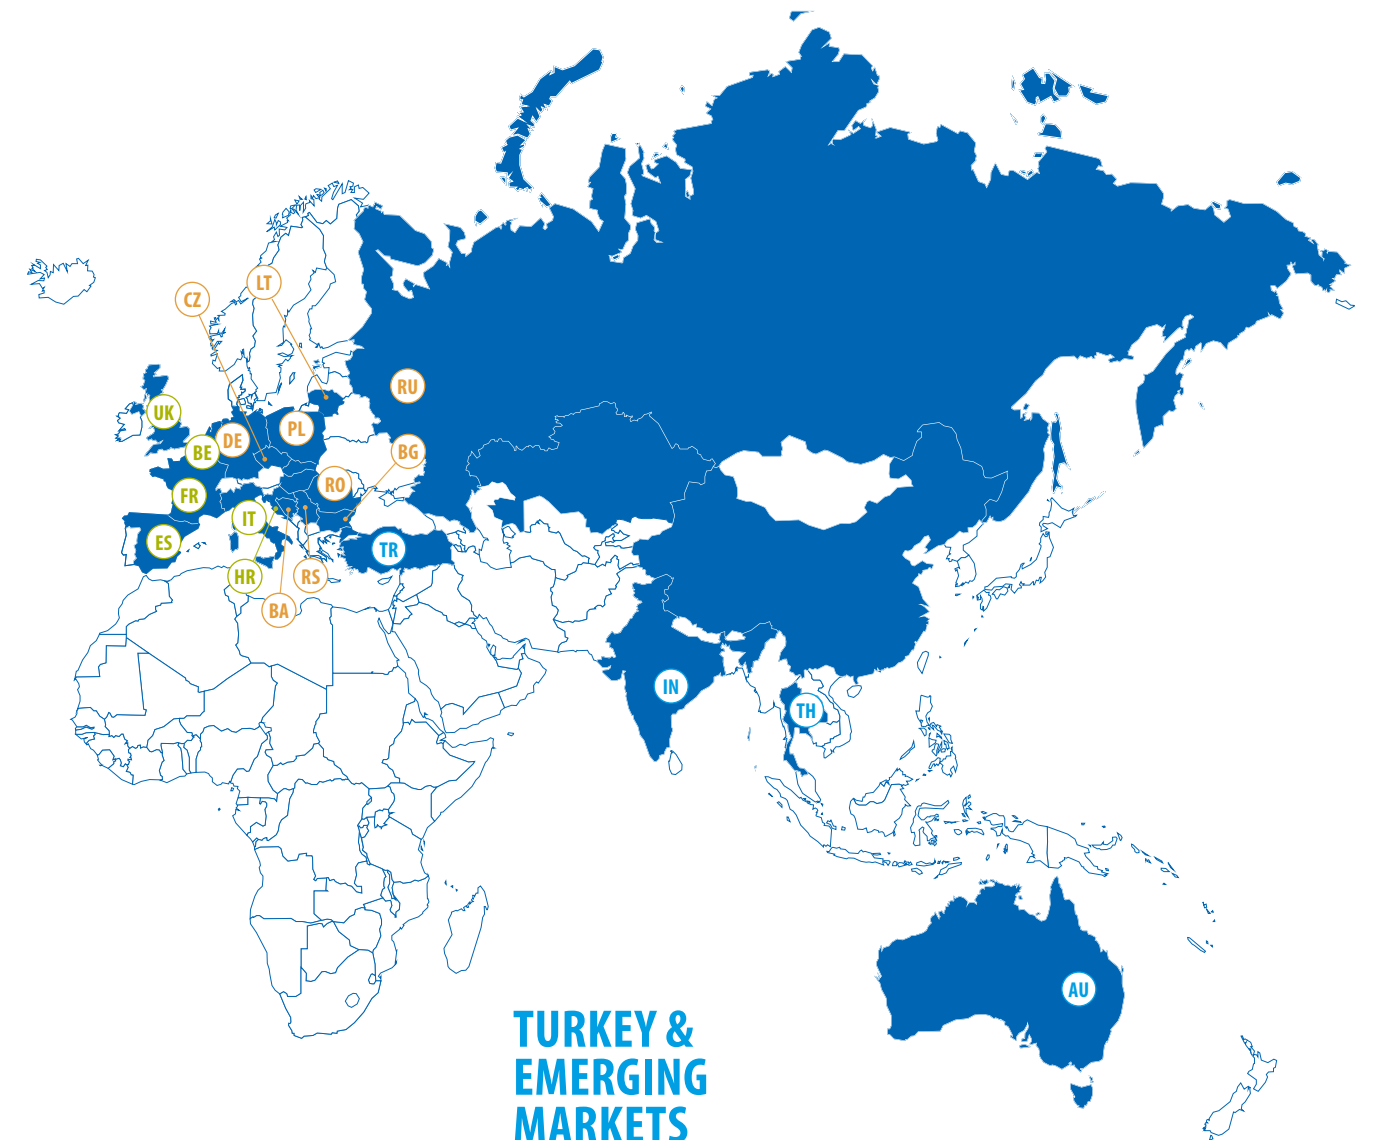 LT
CZ
RU
UK
PL
DE
BE
BG
RO
FR
IT
ES
TR
HR
RS
BA
IN
TH
AU
TURKEY &
EMERGING
MARKETS